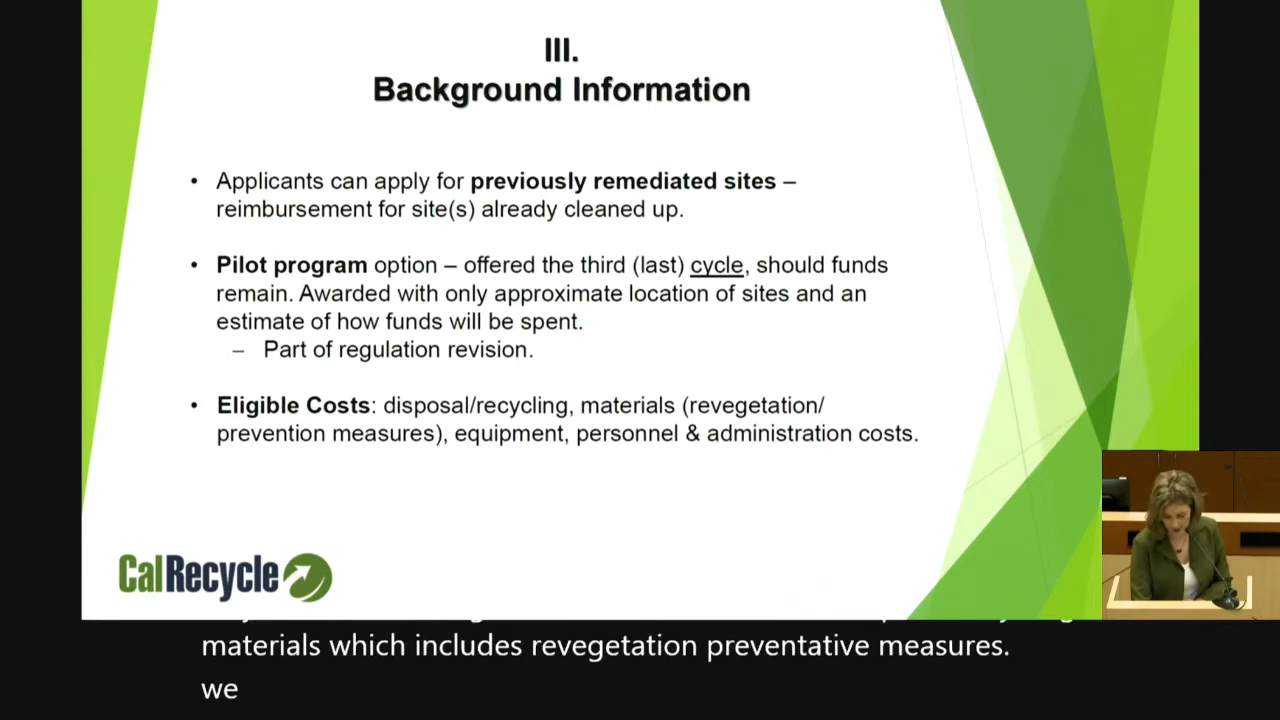 III.
Background Information
• Applicants can apply for previously remediated sites –
reimbursement for site(s) already cleaned up.
• Pilot program option – offered the third (last) cycle, should funds
remain. Awarded with only approximate location of sites and an
estimate of how funds will be spent.
– Part of regulation revision.
• Eligible Costs: disposal/recycling, materials (revegetation/
prevention measures), equipment, personnel & administration costs.
CalRecycle
materials which includes revegetation preventative measures.
we